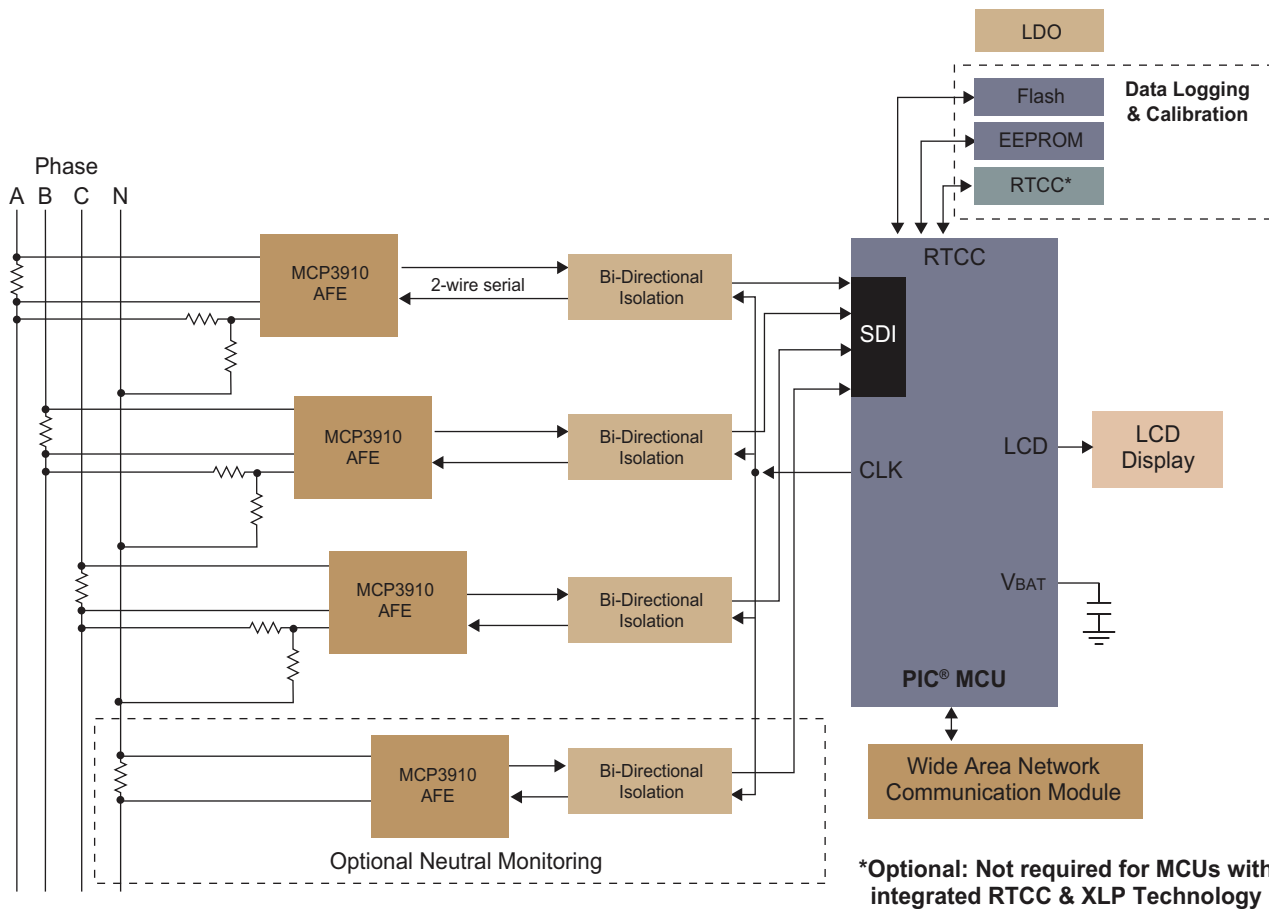 LDO
Flash
Data Logging
& Calibration
EEPROM
RTCC*
Phase
A B C N
MCP3910
AFE
2-wire serial
Bi-Directional
Isolation
RTCC
SDI
MCP3910
AFE
Bi-Directional
Isolation
CLK
LCD
LCD
Display
MCP3910
AFE
Bi-Directional
Isolation
VBAT
PIC® MCU
MCP3910
AFE
Bi-Directional
Isolation
Optional Neutral Monitoring
Wide Area Network
Communication Module
*Optional: Not required for MCUs with
integrated RTCC & XLP Technology